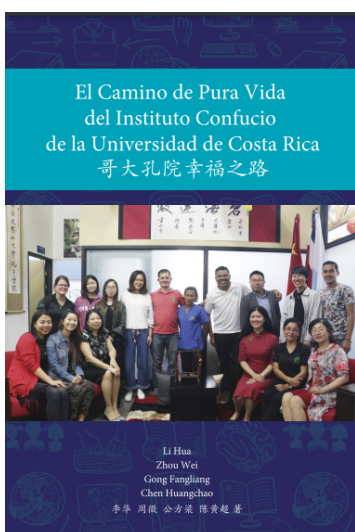 El Camino de Pura Vida
del Instituto Confucio
de la Universidad de Costa Rica
哥大孔院幸福之路
Li Hua
Zhou Wei
Gong Fangliang
Chen Huangchao
李华 周微 公方梁 陈黄超 著